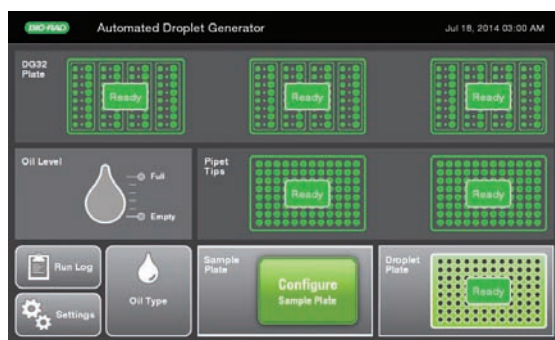 BIO-RAD Automated Droplet Generator Jul 18, 2014 03:00 AM
DG32
Plate
Ready Ready Ready
Oil Level
Full
Empty
Pipet
Tips
Ready Ready
Run Log
Settings
Oil Type
Sample
Plate
Configure
Sample Plate
Droplet
Plate
Ready